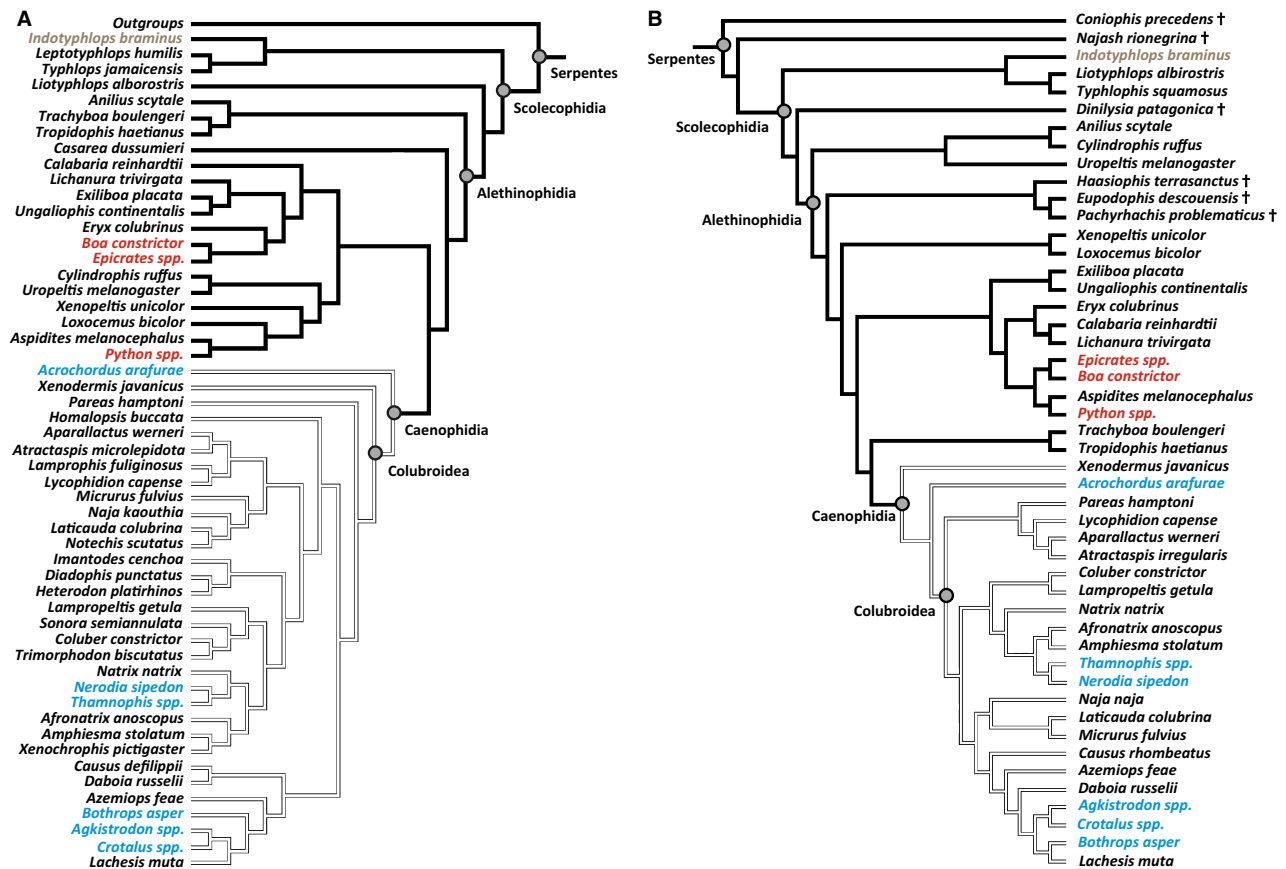 A
Outgroups
Indotyphlops braminus
Leptotyphlops humilis
Typhlops jamaicensis
Liotyphlops alborostris
Anilius scytale
Trachyboa boulengeri
Tropidophis haetianus
Casarea dussumieri
Calabaria reinhardtii
Lichanura trivirgata
Exiliboa placata
Ungaliophis continentalis
Eryx colubrinus
Boa constrictor
Epicrates spp.
Cylindrophis ruffus
Uropeltis melanogaster
Xenopeltis unicolor
Loxocemus bicolor
Aspidites melanocephalus
Python spp.
Acrochordus arafurae
Xenodermis javanicus
Pareas hamptoni
Homalopsis buccata
Aparallactus werneri
Atractaspis microlepidota
Lamprophis fuliginosus
Lycophidion capense
Micrurus fulvius
Naja kaouthia
Laticauda colubrina
Notechis scutatus
Imantodes cenchoa
Diadophis punctatus
Heterodon platirhinos
Lampropeltis getula
Sonora semiannulata
Coluber constrictor
Trimorphodon biscutatus
Natrix natrix
Nerodia sipedon
Thamnophis spp.
Afronatrix anoscopus
Amphiesma stolatum
Xenochrophis pictigaster
Causus defilippii
Daboia russelii
Azemiops feae
Bothrops asper
Agkistrodon spp.
Crotalus spp.
Lachesis muta
Serpentes
Scolecophidia
Alethinophidia
Caenophidia
Colubroidea
B
Coniophis precedens †
Najash rionegrina †
Indotyphlops braminus
Liotyphlops albirostris
Typhlophis squamosus
Dinilysia patagonica †
Anilius scytale
Cylindrophis ruffus
Uropeltis melanogaster
Haasiophis terrasanctus †
Eupodophis descouensis †
Pachyrhachis problematicus †
Xenopeltis unicolor
Loxocemus bicolor
Exiliboa placata
Ungaliophis continentalis
Eryx colubrinus
Calabaria reinhardtii
Lichanura trivirgata
Epicrates spp.
Boa constrictor
Aspidites melanocephalus
Python spp.
Trachyboa boulengeri
Tropidophis haetianus
Xenodermus javanicus
Acrochordus arafurae
Pareas hamptoni
Lycophidion capense
Aparallactus werneri
Atractaspis irregularis
Coluber constrictor
Lampropeltis getula
Natrix natrix
Afronatrix anoscopus
Amphiesma stolatum
Thamnophis spp.
Nerodia sipedon
Naja naja
Laticauda colubrina
Micrurus fulvius
Causus rhombeatus
Azemiops feae
Daboia russelii
Agkistrodon spp.
Crotalus spp.
Bothrops asper
Lachesis muta
Serpentes
Scolecophidia
Alethinophidia
Caenophidia
Colubroidea